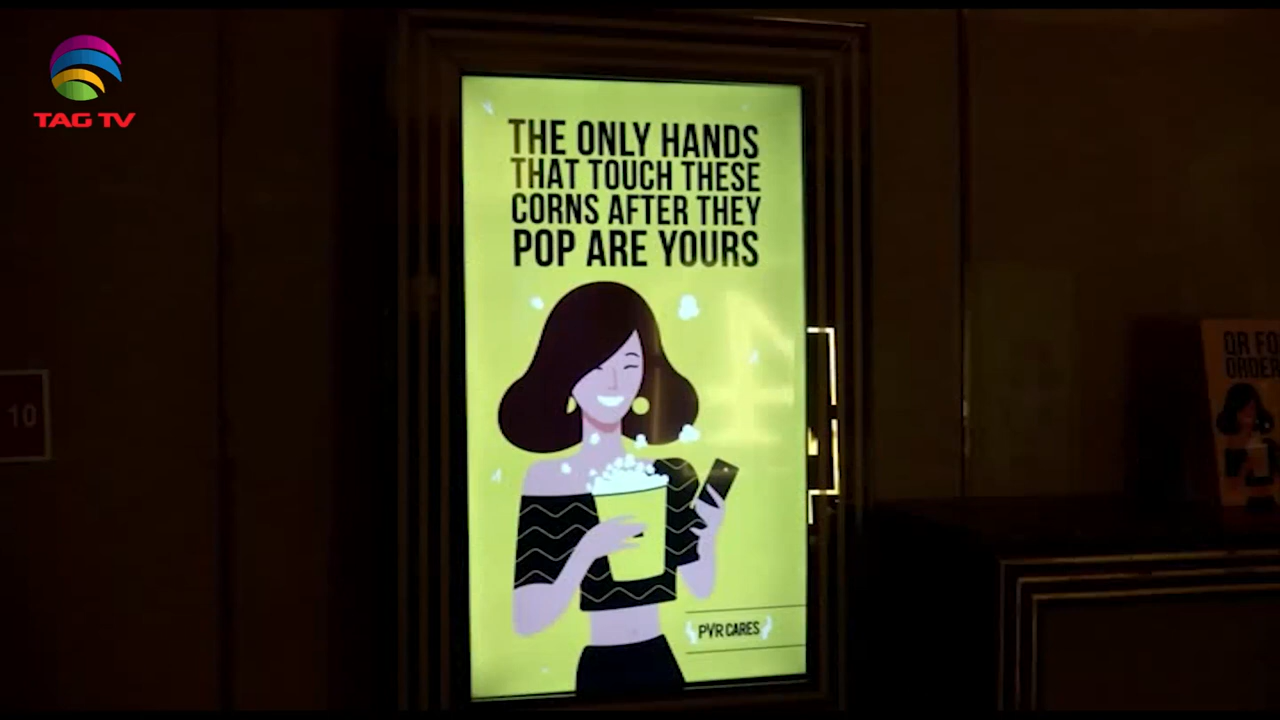 TAG TV
THE ONLY HANDS
THAT TOUCH THESE
CORNS AFTER THEY
POP ARE YOURS
PVR CARES
10
QR FO
ORDER